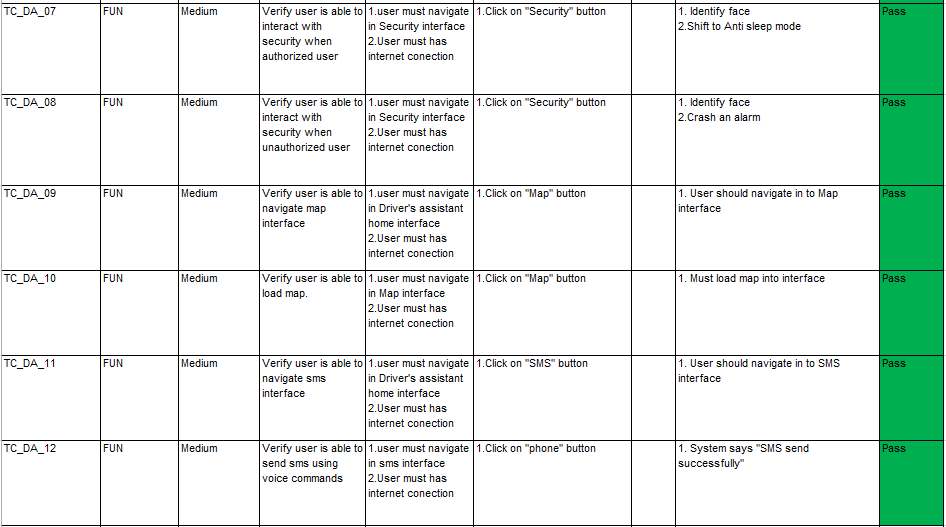 TC_DA_07 FUN Medium Verify user is able to 1.user must navigate 1.Click on "Security" button 1. Identify face Pass
interact with in Security interface 2.Shift to Anti sleep mode
security when 2.User must has
authorized user internet conection
TC_DA_08 FUN Medium Verify user is able to 1.user must navigate 1.Click on "Security" button 1. Identify face Pass
interact with in Security interface 2.Crash an alarm
security when 2.User must has
unauthorized user internet conection
TC_DA_09 FUN Medium Verify user is able to 1.user must navigate 1.Click on "Map" button 1. User should navigate in to Map Pass
navigate map in Driver's assistant interface
interface home interface
2.User must has
internet conection
TC_DA_10 FUN Medium Verify user is able to 1.user must navigate 1.Click on "Map" button 1. Must load map into interface Pass
load map. in Map interface
2.User must has
internet conection
TC_DA_11 FUN Medium Verify user is able to 1.user must navigate 1.Click on "SMS" button 1. User should navigate in to SMS Pass
navigate sms in Driver's assistant interface
interface home interface
2.User must has
internet conection
TC_DA_12 FUN Medium Verify user is able to 1.user must navigate 1.Click on "phone" button 1. System says "SMS send Pass
send sms using in sms interface successfully"
voice commands 2.User must has
internet conection